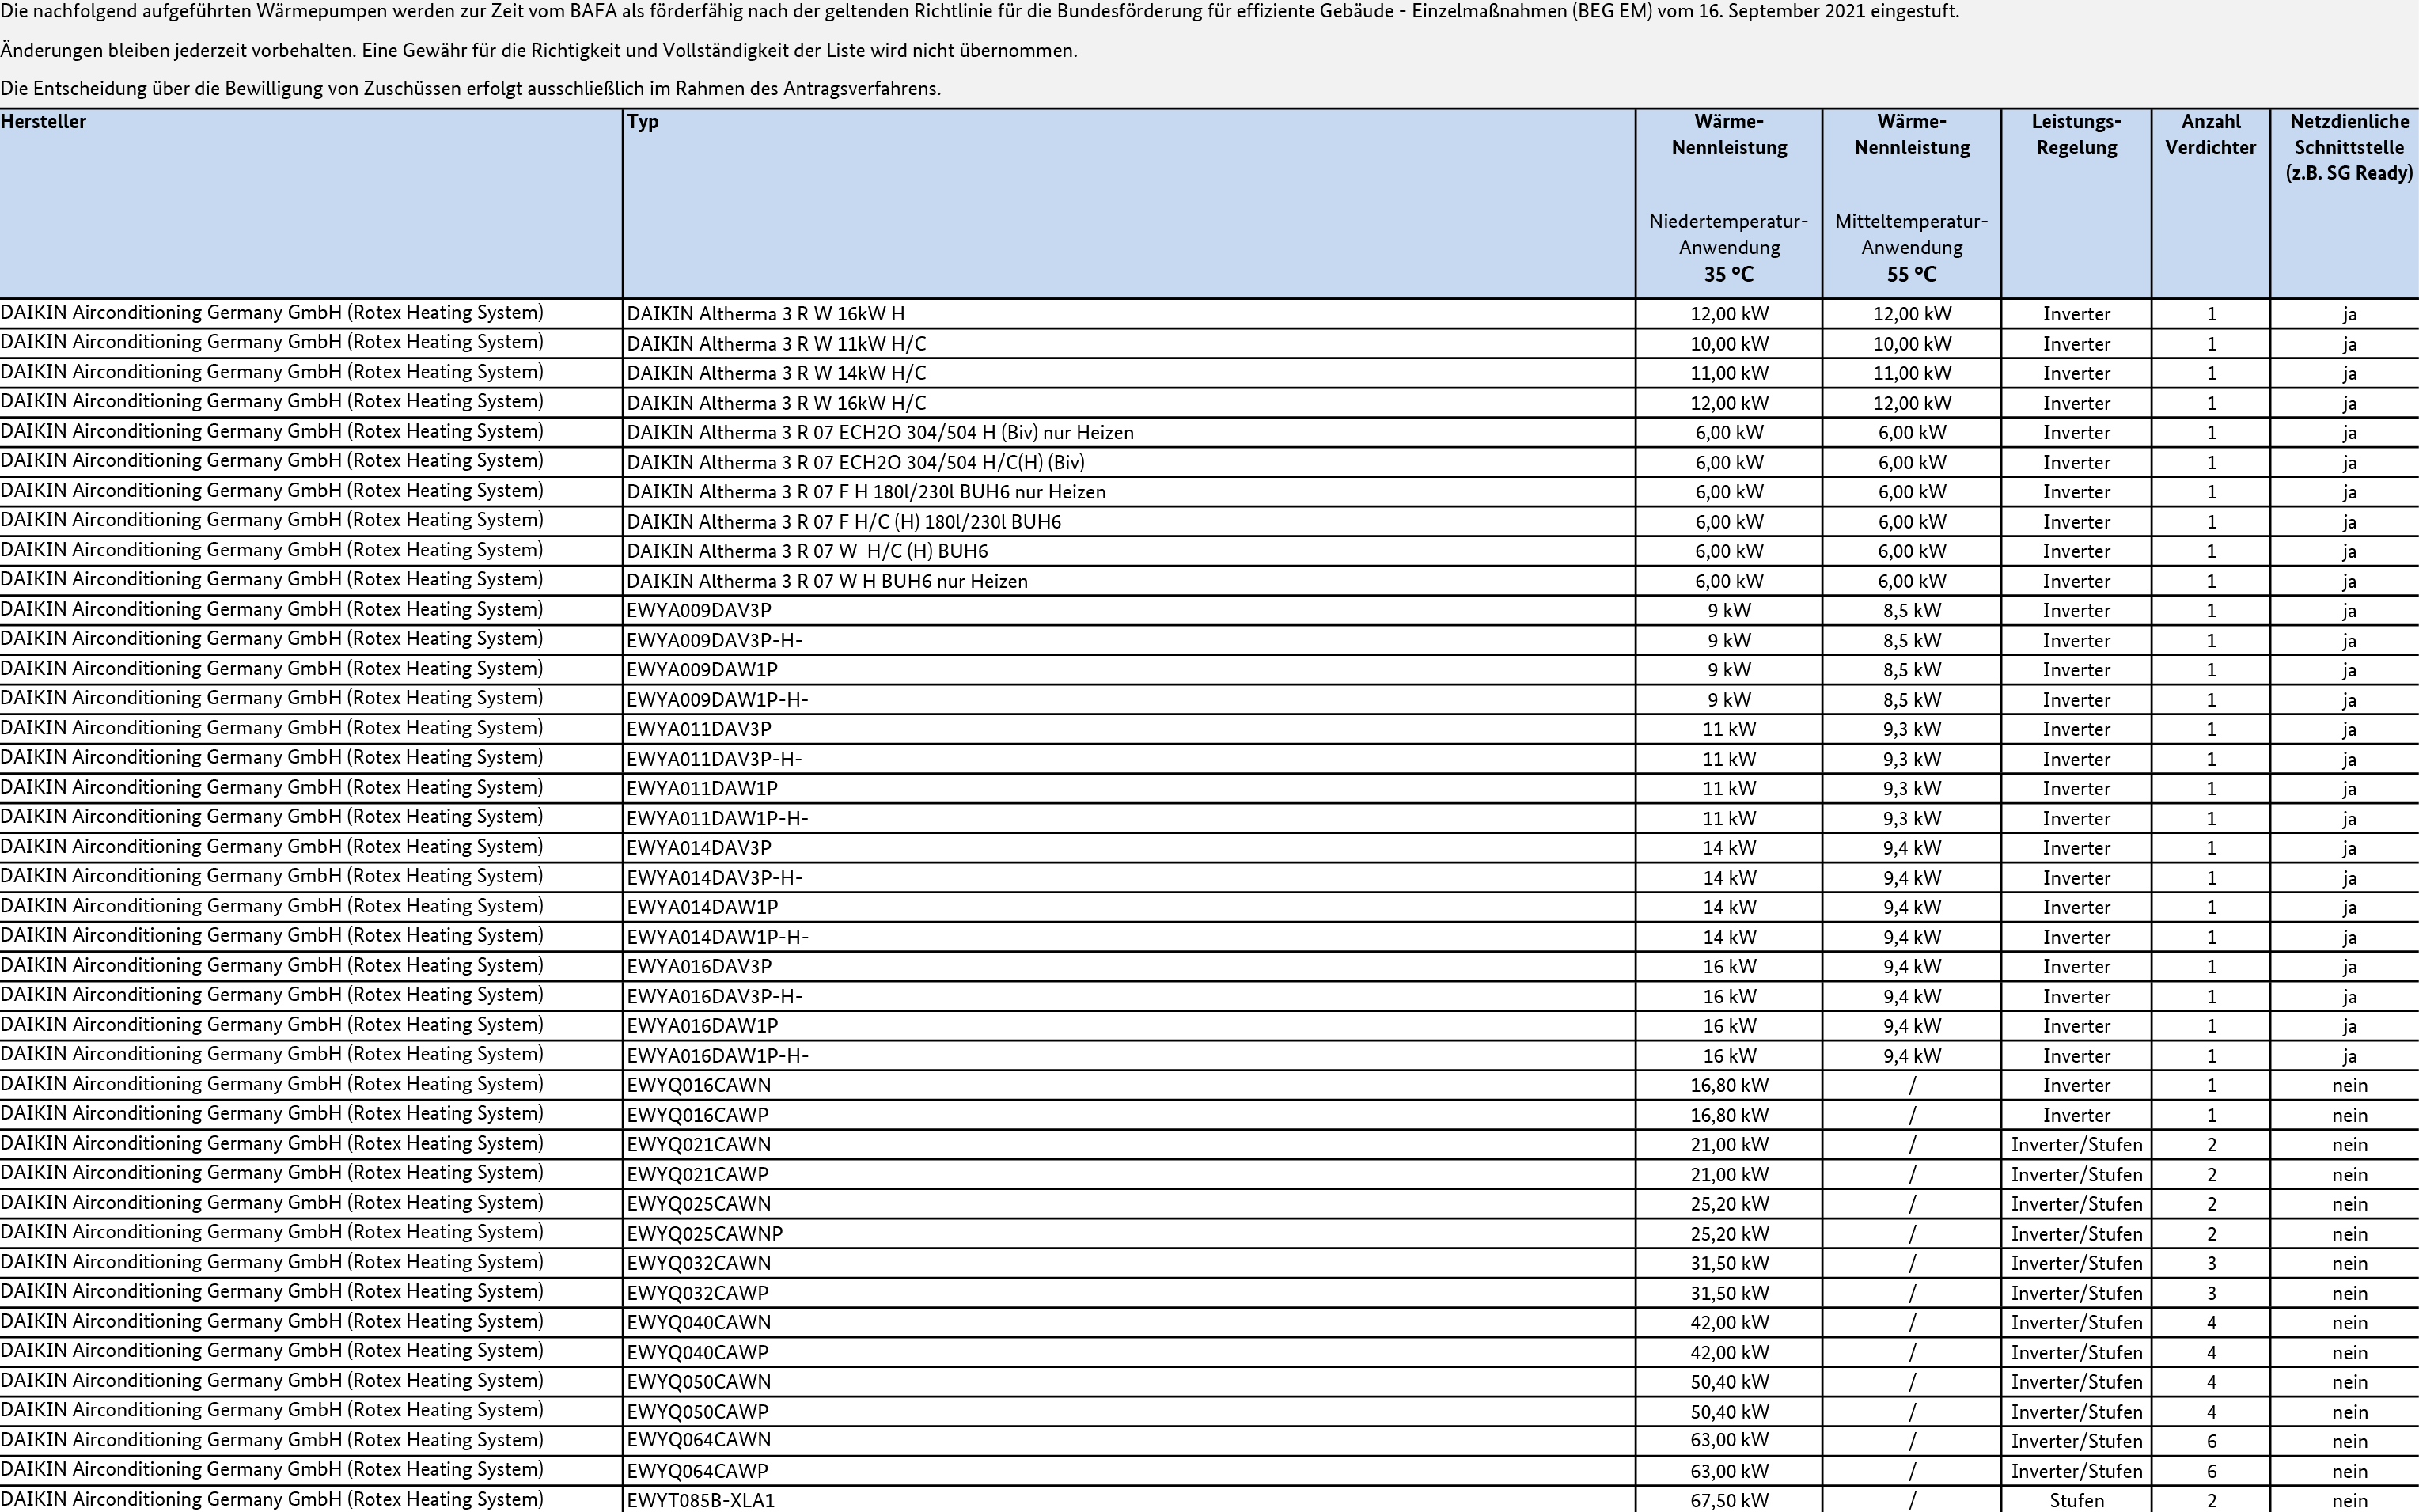 Die nachfolgend aufgeführten Wärmepumpen werden zur Zeit vom BAFA als förderfähig nach der geltenden Richtlinie für die Bundesförderung für effiziente Gebäude - Einzelmaßnahmen (BEG EM) vom 16. September 2021 eingestuft.
Änderungen bleiben jederzeit vorbehalten. Eine Gewähr für die Richtigkeit und Vollständigkeit der Liste wird nicht übernommen.
Die Entscheidung über die Bewilligung von Zuschüssen erfolgt ausschließlich im Rahmen des Antragsverfahrens.
Hersteller Typ Wärme- Wärme- Leistungs- Anzahl Netzdienliche
Nennleistung Nennleistung Regelung Verdichter Schnittstelle
(z.B. SG Ready)
Niedertemperatur- Mitteltemperatur-
Anwendung Anwendung
35 °C 55 °C
DAIKIN Airconditioning Germany GmbH (Rotex Heating System) DAIKIN Altherma 3 R W 16kW H 12,00 kW 12,00 kW Inverter 1 ja
DAIKIN Airconditioning Germany GmbH (Rotex Heating System) DAIKIN Altherma 3 R W 11kW H/C 10,00 kW 10,00 kW Inverter 1 ja
DAIKIN Airconditioning Germany GmbH (Rotex Heating System) DAIKIN Altherma 3 R W 14kW H/C 11,00 kW 11,00 kW Inverter 1 ja
DAIKIN Airconditioning Germany GmbH (Rotex Heating System) DAIKIN Altherma 3 R W 16kW H/C 12,00 kW 12,00 kW Inverter 1 ja
DAIKIN Airconditioning Germany GmbH (Rotex Heating System) DAIKIN Altherma 3 R 07 ECH2O 304/504 H (Biv) nur Heizen 6,00 kW 6,00 kW Inverter 1 ja
DAIKIN Airconditioning Germany GmbH (Rotex Heating System) DAIKIN Altherma 3 R 07 ECH2O 304/504 H/C(H) (Biv) 6,00 kW 6,00 kW Inverter 1 ja
DAIKIN Airconditioning Germany GmbH (Rotex Heating System) DAIKIN Altherma 3 R 07 F H 180l/230l BUH6 nur Heizen 6,00 kW 6,00 kW Inverter 1 ja
DAIKIN Airconditioning Germany GmbH (Rotex Heating System) DAIKIN Altherma 3 R 07 F H/C (H) 180l/230l BUH6 6,00 kW 6,00 kW Inverter 1 ja
DAIKIN Airconditioning Germany GmbH (Rotex Heating System) DAIKIN Altherma 3 R 07 W  H/C (H) BUH6 6,00 kW 6,00 kW Inverter 1 ja
DAIKIN Airconditioning Germany GmbH (Rotex Heating System) DAIKIN Altherma 3 R 07 W H BUH6 nur Heizen 6,00 kW 6,00 kW Inverter 1 ja
DAIKIN Airconditioning Germany GmbH (Rotex Heating System) EWYA009DAV3P 9 kW 8,5 kW Inverter 1 ja
DAIKIN Airconditioning Germany GmbH (Rotex Heating System) EWYA009DAV3P-H- 9 kW 8,5 kW Inverter 1 ja
DAIKIN Airconditioning Germany GmbH (Rotex Heating System) EWYA009DAW1P 9 kW 8,5 kW Inverter 1 ja
DAIKIN Airconditioning Germany GmbH (Rotex Heating System) EWYA009DAW1P-H- 9 kW 8,5 kW Inverter 1 ja
DAIKIN Airconditioning Germany GmbH (Rotex Heating System) EWYA011DAV3P 11 kW 9,3 kW Inverter 1 ja
DAIKIN Airconditioning Germany GmbH (Rotex Heating System) EWYA011DAV3P-H- 11 kW 9,3 kW Inverter 1 ja
DAIKIN Airconditioning Germany GmbH (Rotex Heating System) EWYA011DAW1P 11 kW 9,3 kW Inverter 1 ja
DAIKIN Airconditioning Germany GmbH (Rotex Heating System) EWYA011DAW1P-H- 11 kW 9,3 kW Inverter 1 ja
DAIKIN Airconditioning Germany GmbH (Rotex Heating System) EWYA014DAV3P 14 kW 9,4 kW Inverter 1 ja
DAIKIN Airconditioning Germany GmbH (Rotex Heating System) EWYA014DAV3P-H- 14 kW 9,4 kW Inverter 1 ja
DAIKIN Airconditioning Germany GmbH (Rotex Heating System) EWYA014DAW1P 14 kW 9,4 kW Inverter 1 ja
DAIKIN Airconditioning Germany GmbH (Rotex Heating System) EWYA014DAW1P-H- 14 kW 9,4 kW Inverter 1 ja
DAIKIN Airconditioning Germany GmbH (Rotex Heating System) EWYA016DAV3P 16 kW 9,4 kW Inverter 1 ja
DAIKIN Airconditioning Germany GmbH (Rotex Heating System) EWYA016DAV3P-H- 16 kW 9,4 kW Inverter 1 ja
DAIKIN Airconditioning Germany GmbH (Rotex Heating System) EWYA016DAW1P 16 kW 9,4 kW Inverter 1 ja
DAIKIN Airconditioning Germany GmbH (Rotex Heating System) EWYA016DAW1P-H- 16 kW 9,4 kW Inverter 1 ja
DAIKIN Airconditioning Germany GmbH (Rotex Heating System) EWYQ016CAWN 16,80 kW / Inverter 1 nein
DAIKIN Airconditioning Germany GmbH (Rotex Heating System) EWYQ016CAWP 16,80 kW / Inverter 1 nein
DAIKIN Airconditioning Germany GmbH (Rotex Heating System) EWYQ021CAWN 21,00 kW / Inverter/Stufen 2 nein
DAIKIN Airconditioning Germany GmbH (Rotex Heating System) EWYQ021CAWP 21,00 kW / Inverter/Stufen 2 nein
DAIKIN Airconditioning Germany GmbH (Rotex Heating System) EWYQ025CAWN 25,20 kW / Inverter/Stufen 2 nein
DAIKIN Airconditioning Germany GmbH (Rotex Heating System) EWYQ025CAWNP 25,20 kW / Inverter/Stufen 2 nein
DAIKIN Airconditioning Germany GmbH (Rotex Heating System) EWYQ032CAWN 31,50 kW / Inverter/Stufen 3 nein
DAIKIN Airconditioning Germany GmbH (Rotex Heating System) EWYQ032CAWP 31,50 kW / Inverter/Stufen 3 nein
DAIKIN Airconditioning Germany GmbH (Rotex Heating System) EWYQ040CAWN 42,00 kW / Inverter/Stufen 4 nein
DAIKIN Airconditioning Germany GmbH (Rotex Heating System) EWYQ040CAWP 42,00 kW / Inverter/Stufen 4 nein
DAIKIN Airconditioning Germany GmbH (Rotex Heating System) EWYQ050CAWN 50,40 kW / Inverter/Stufen 4 nein
DAIKIN Airconditioning Germany GmbH (Rotex Heating System) EWYQ050CAWP 50,40 kW / Inverter/Stufen 4 nein
DAIKIN Airconditioning Germany GmbH (Rotex Heating System) EWYQ064CAWN 63,00 kW / Inverter/Stufen 6 nein
DAIKIN Airconditioning Germany GmbH (Rotex Heating System) EWYQ064CAWP 63,00 kW / Inverter/Stufen 6 nein
DAIKIN Airconditioning Germany GmbH (Rotex Heating System) EWYT085B-XLA1 67,50 kW / Stufen 2 nein